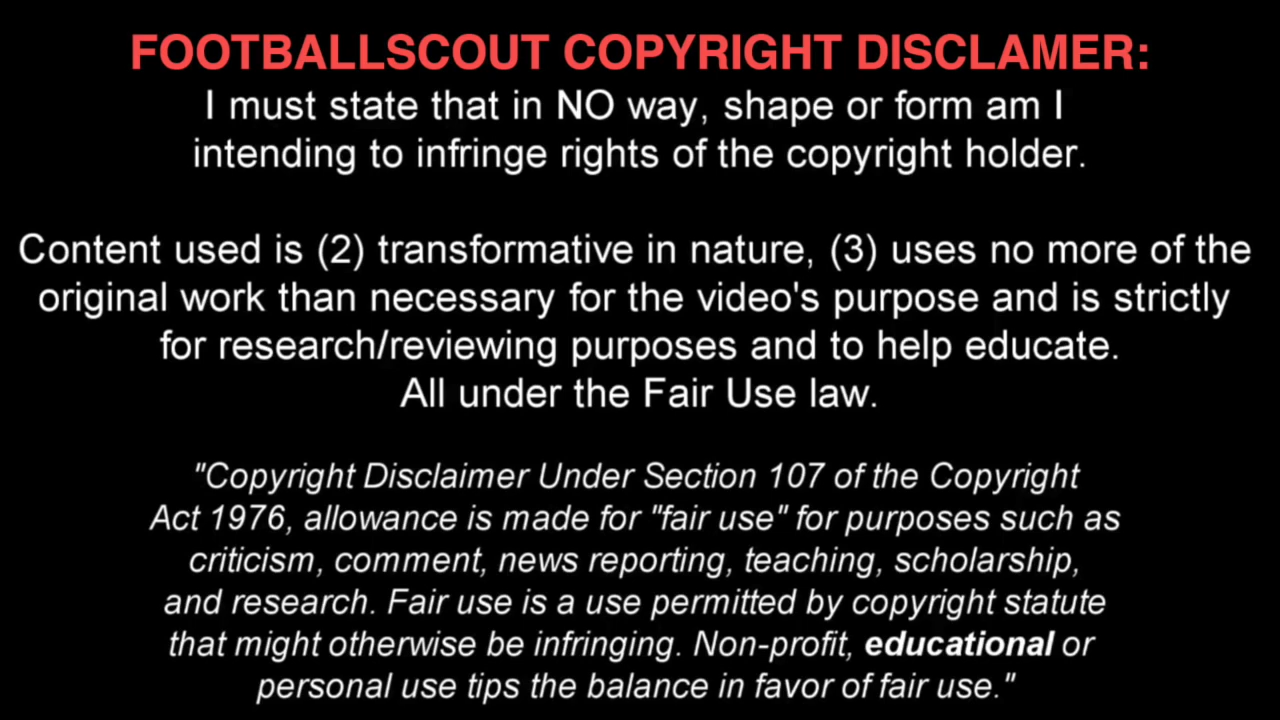 FOOTBALLSCOUT COPYRIGHT DISCLAMER:
I must state that in NO way, shape or form am I
intending to infringe rights of the copyright holder.
Content used is (2) transformative in nature, (3) uses no more of the
original work than necessary for the video's purpose and is strictly
for research/reviewing purposes and to help educate.
All under the Fair Use law.
"Copyright Disclaimer Under Section 107 of the Copyright
Act 1976, allowance is made for "fair use" for purposes such as
criticism, comment, news reporting, teaching, scholarship,
and research. Fair use is a use permitted by copyright statute
that might otherwise be infringing. Non-profit, educational or
personal use tips the balance in favor of fair use."